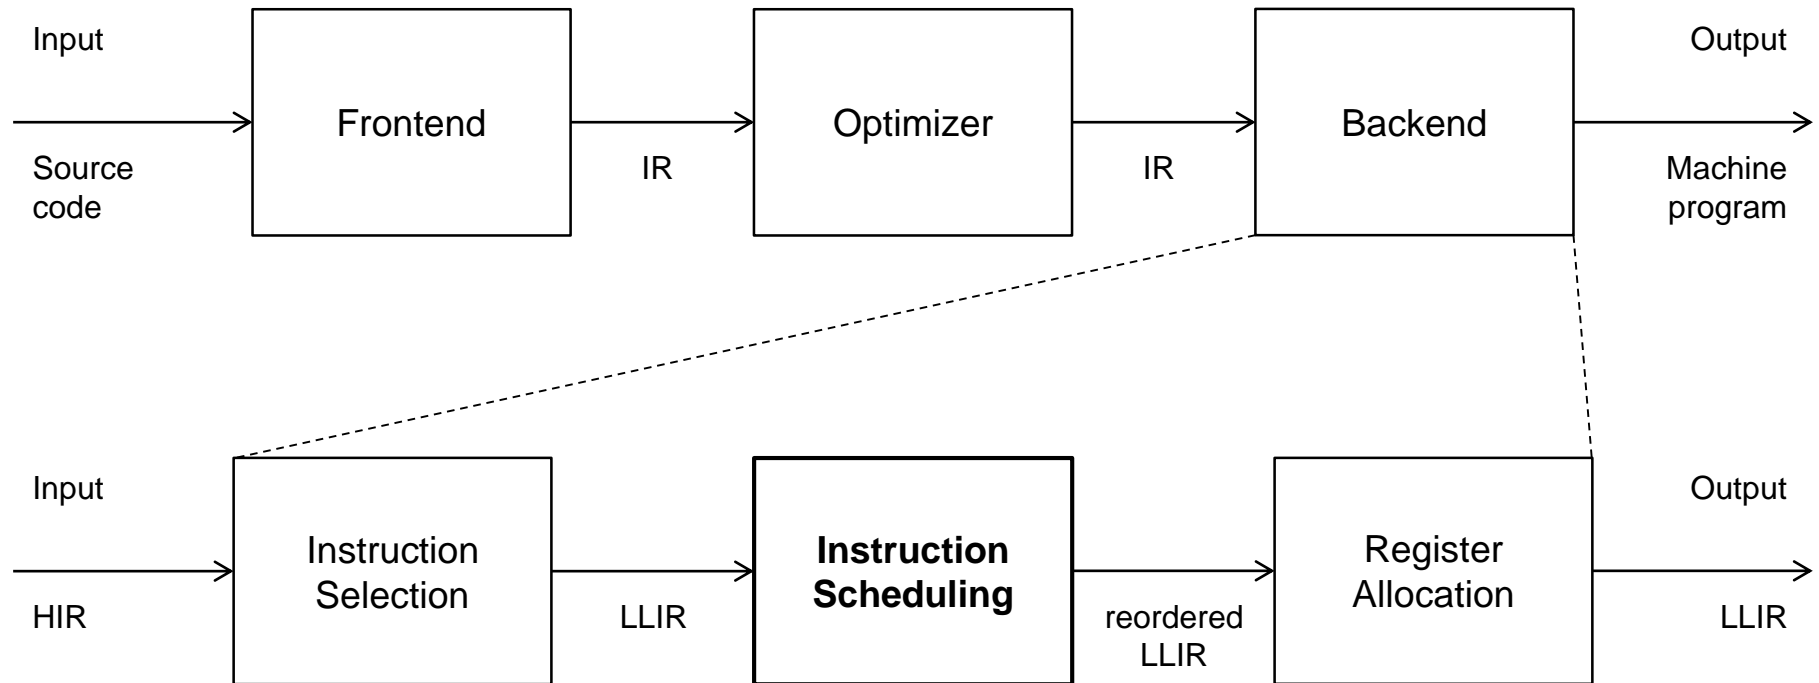 Input
Output
Frontend
Optimizer
Backend
Source
code
IR
IR
Machine
program
Input
Output
Instruction
Selection
Instruction
Scheduling
Register
Allocation
HIR
LLIR
reordered
LLIR
LLIR